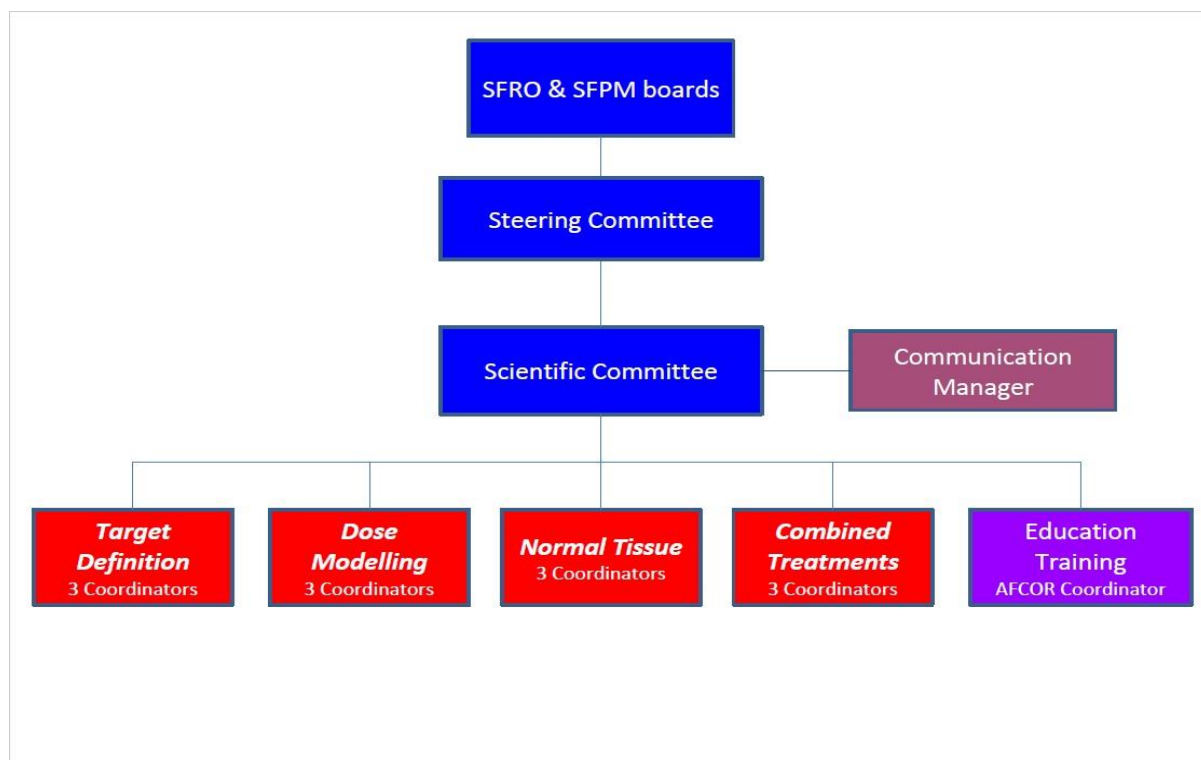 SFRO & SFPM boards
Steering Committee
Scientific Committee
Communication
Manager
Target
Definition
3 Coordinators
Dose
Modelling
3 Coordinators
Normal Tissue
3 Coordinators
Combined
Treatments
3 Coordinators
Education
Training
AFCOR Coordinator